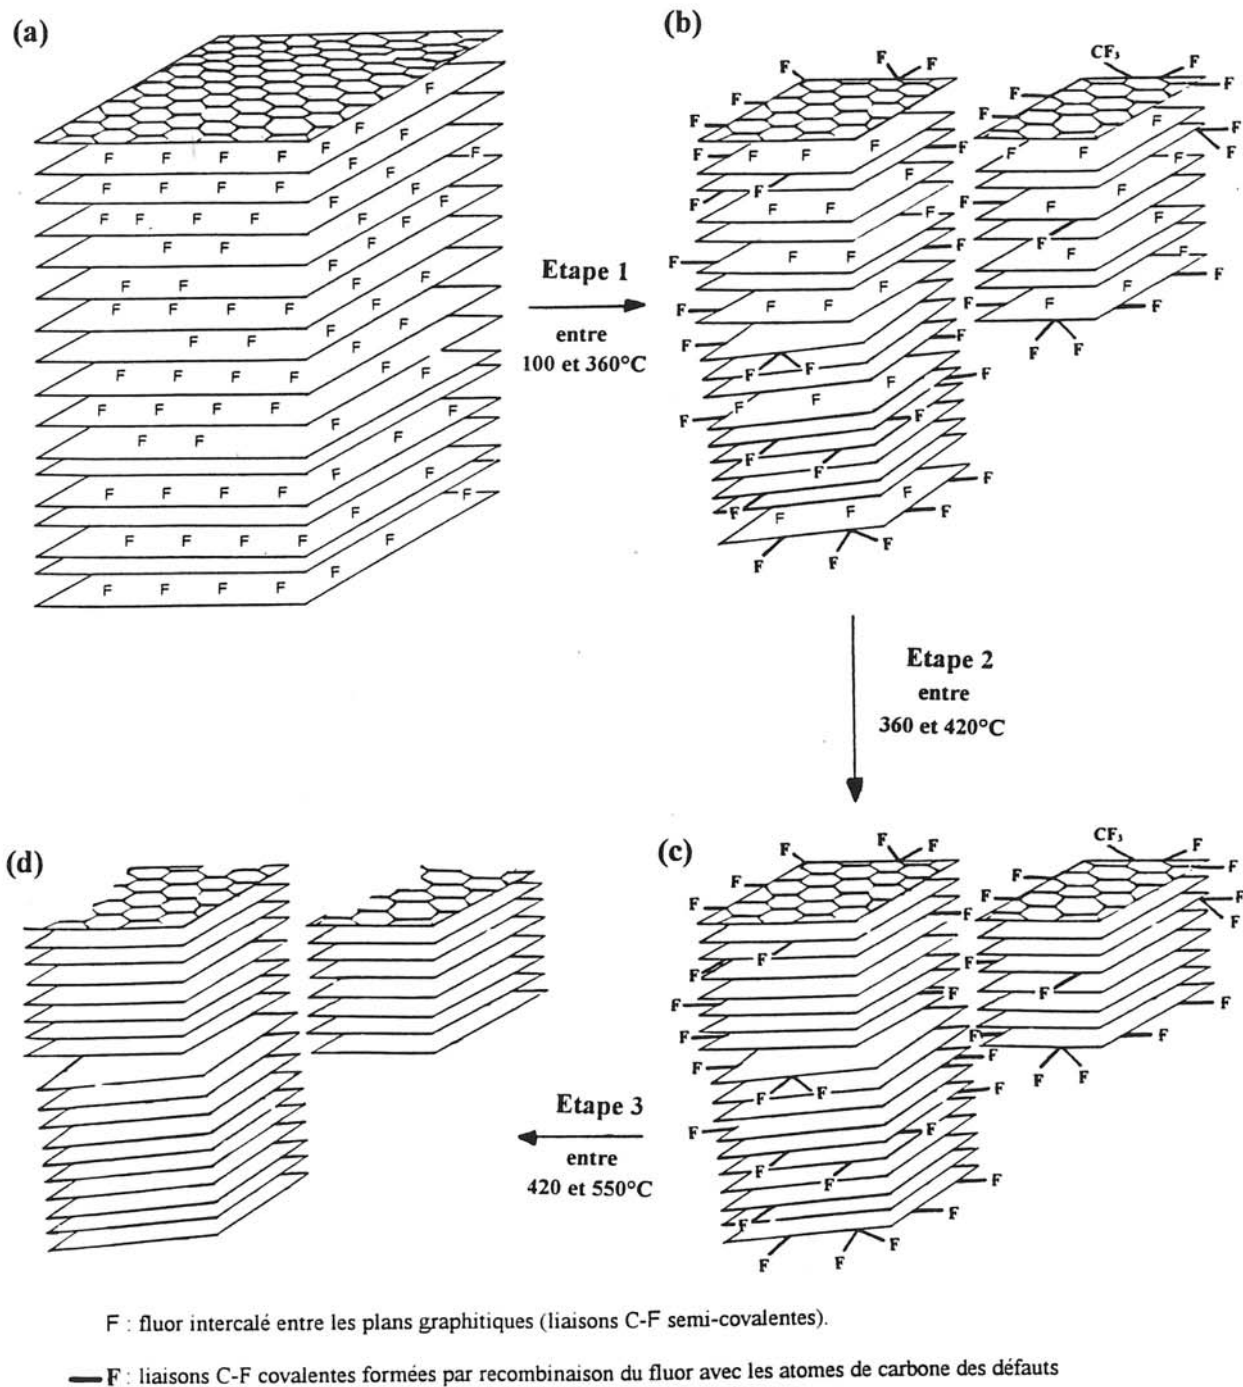 (a)
F
F F
F F F F F F
F F F F F F
F F F F F F F
F F F F
F F F F
F F F F F F
F F F F
F F F F F F
F F F F F F
F F F
F
F F F F F
F
F F F F F
F F F F
Etape 1
entre
100 et 360°C
(b)
F F F
F F
F F F F
F F
F F F
F F F F
F F F
F F
F
F F F
F F F
F
F F
F F
CF₃ F
F
F F
F F F
F F
F F F
F F
F
F F F
F F F
F F
Etape 2
entre
360 et 420°C
(c)
F F F
F
F
F F
F F
F
F F
F F
F F
F F
F F
F F
F F
F F
CF₃ F
F F
F
F
F F
F
F
F F
Etape 3
entre
420 et 550°C
(d)
F : fluor intercalé entre les plans graphitiques (liaisons C-F semi-covalentes).
F : liaisons C-F covalentes formées par recombinaison du fluor avec les atomes de carbone des défauts